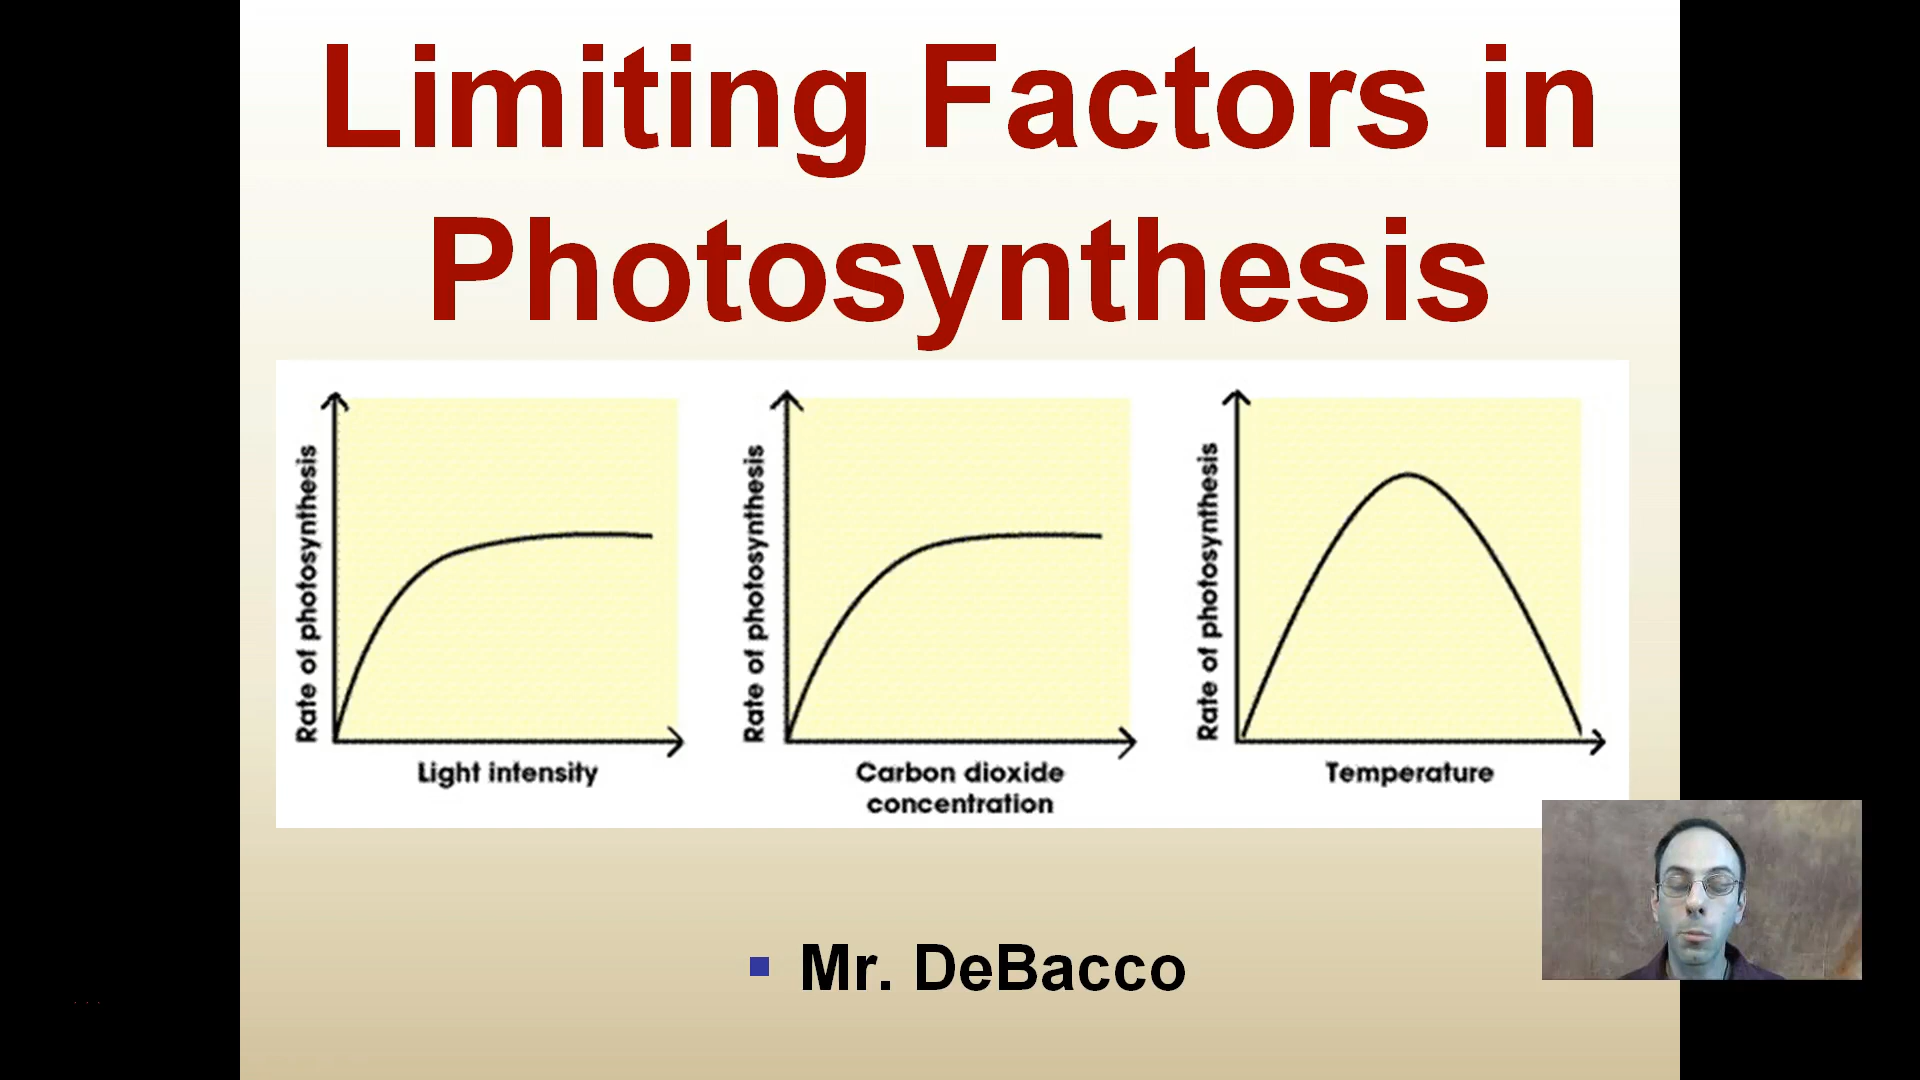 Limiting Factors in
Photosynthesis
Rate of photosynthesis
Light intensity
Rate of photosynthesis
Carbon dioxide
concentration
Rate of photosynthesis
Temperature
Mr. DeBacco